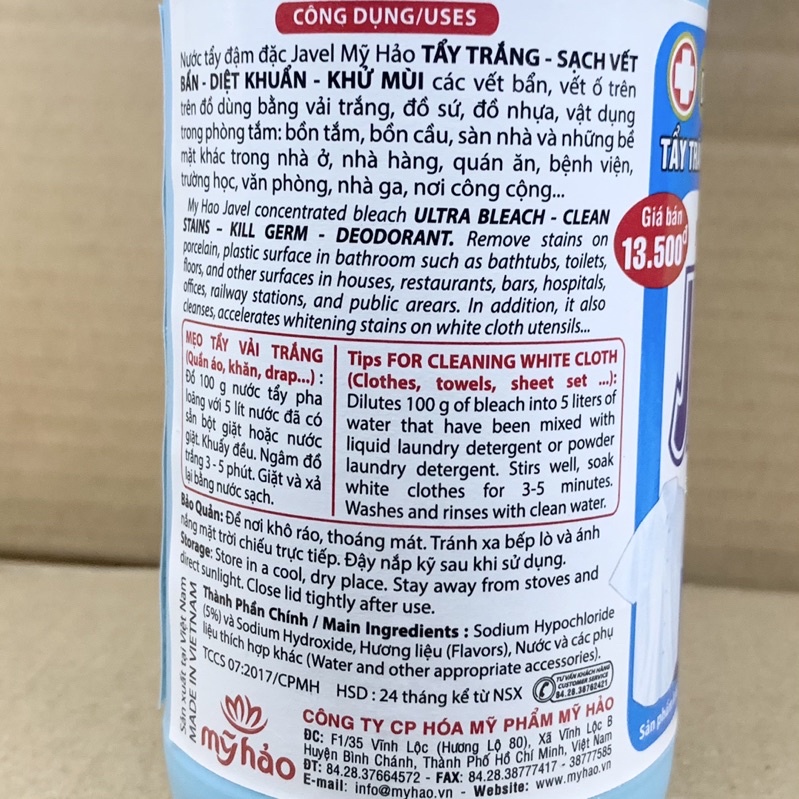 CÔNG DỤNG/USES
Nước tẩy đậm đặc Javel Mỹ Hảo TẨY TRẮNG - SẠCH VẾT
BẨN - DIỆT KHUẨN - KHỬ MÙI các vết bẩn, vết ố trên
trên đồ dùng bằng vải trắng, đồ sứ, đồ nhựa, vật dụng
trong phòng tắm: bồn tắm, bồn cầu, sàn nhà và những bề
mặt khác trong nhà ở, nhà hàng, quán ăn, bệnh viện,
trường học, văn phòng, nhà ga, nơi công cộng...
My Hao Javel concentrated bleach ULTRA BLEACH - CLEAN
STAINS - KILL GERM - DEODORANT. Remove stains on
porcelain, plastic surface in bathroom such as bathtubs, toilets,
floors, and other surfaces in houses, restaurants, bars, hospitals,
offices, railway stations, and public arears. In addition, it also
cleanses, accelerates whitening stains on white cloth utensils...
MẸO TẨY VẢI TRẮNG
(Quần áo, khăn, drap...) :
Đổ 100 g nước tẩy pha
loãng với 5 lít nước đã có
sẵn bột giặt hoặc nước
giặt. Khuấy đều. Ngâm đồ
trắng 3 - 5 phút. Giặt và xả
lại bằng nước sạch.
Tips FOR CLEANING WHITE CLOTH
(Clothes, towels, sheet set ...):
Dilutes 100 g of bleach into 5 liters of
water that have been mixed with
liquid laundry detergent or powder
laundry detergent. Stirs well, soak
white clothes for 3-5 minutes.
Washes and rinses with clean water.
Bảo Quản: Để nơi khô ráo, thoáng mát. Tránh xa bếp lò và ánh
nắng mặt trời chiếu trực tiếp. Đậy nắp kỹ sau khi sử dụng.
Storage: Store in a cool, dry place. Stay away from stoves and
direct sunlight. Close lid tightly after use.
Thành Phần Chính / Main Ingredients : Sodium Hypochloride
(5%) và Sodium Hydroxide, Hương liệu (Flavors), Nước và các phụ
liệu thích hợp khác (Water and other appropriate accessories).
TCCS 07:2017/CPMH HSD : 24 tháng kể từ NSX
TƯ VẤN KHÁCH HÀNG
CUSTOMER SERVICE
84.28.38762421
Sản xuất tại Việt Nam
MADE IN VIETNAM
mỹ hảo
CÔNG TY CP HÓA MỸ PHẨM MỸ HẢO
ĐC: F1/35 Vĩnh Lộc (Hương Lộ 80), Xã Vĩnh Lộc B
Huyện Bình Chánh, Thành Phố Hồ Chí Minh, Việt Nam
ĐT: 84.28.37664572 - FAX: 84.28.38777417 - 38777585
E-mail: info@myhao.vn - Website: www.myhao.vn
TẨY TR
Giá bán
13.500đ
J
Sản phẩm